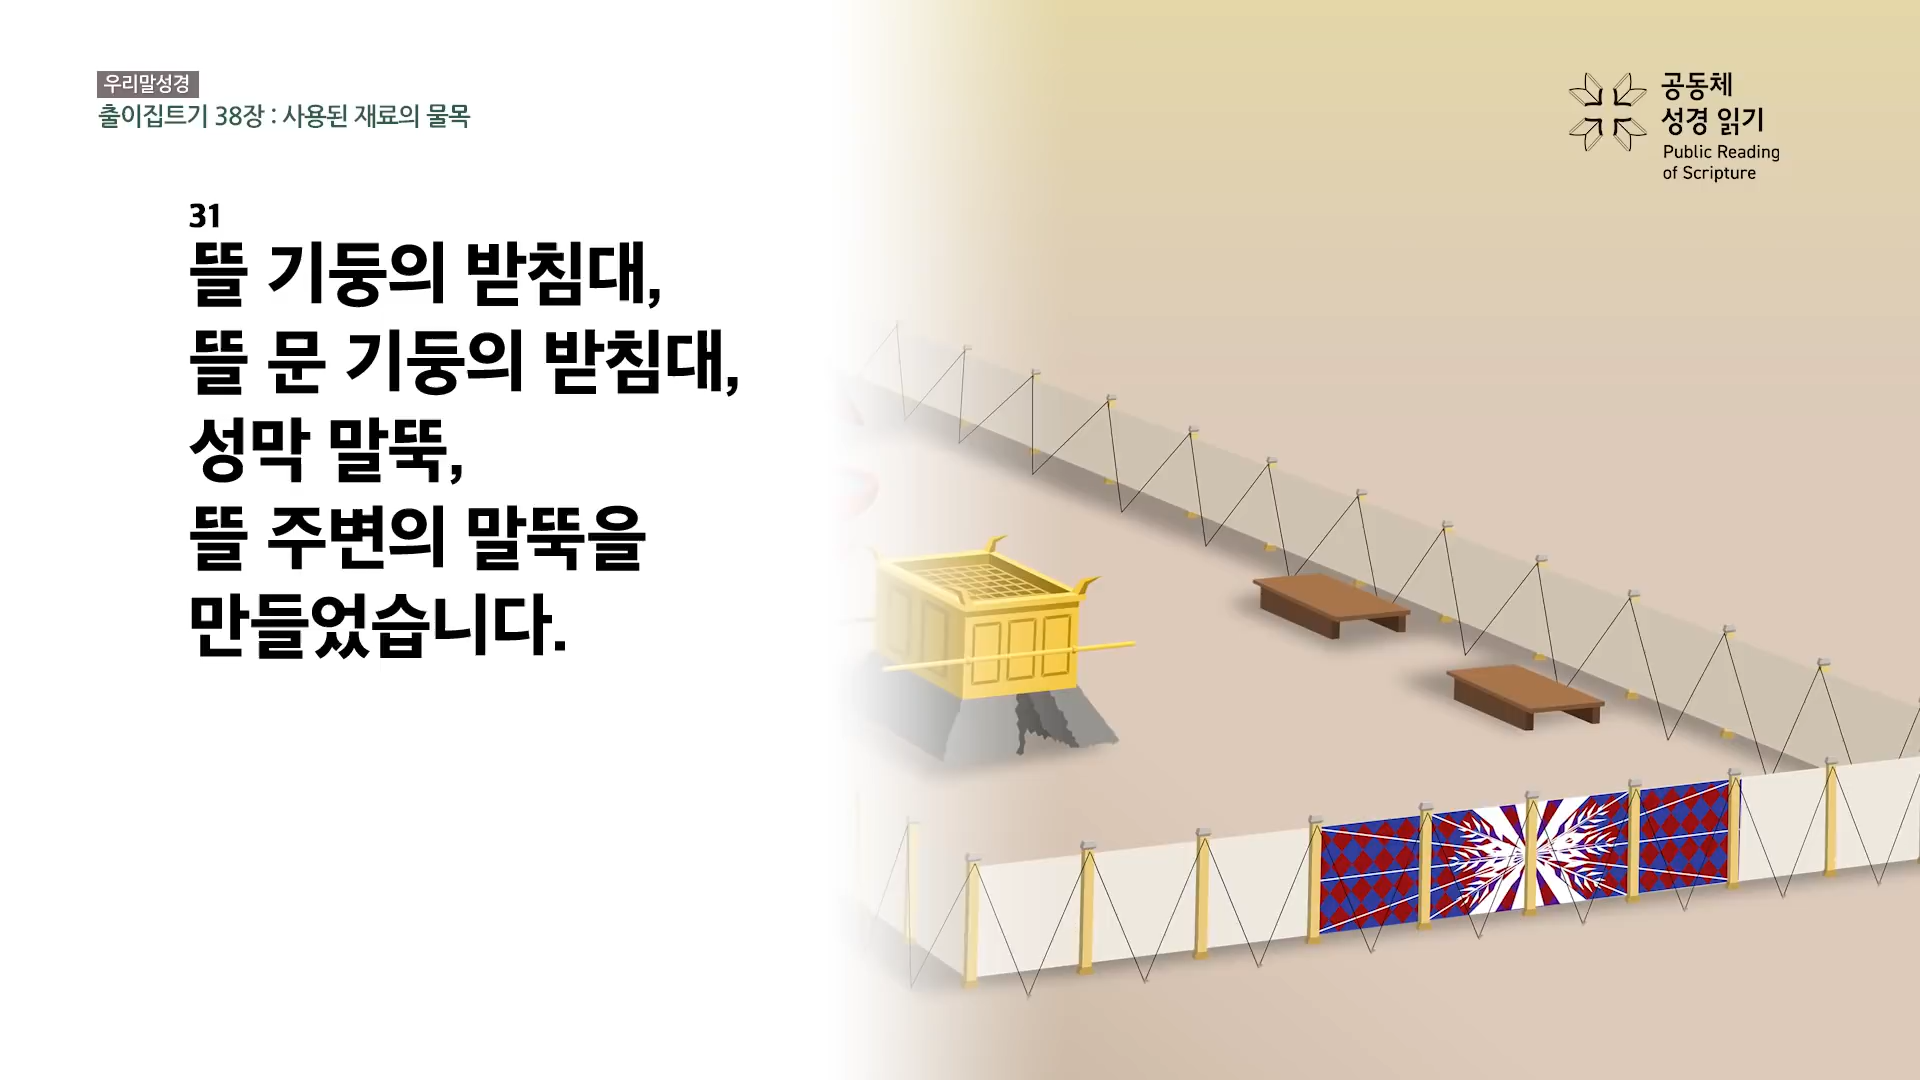 우리말성경
출이집트기 38장 : 사용된 재료의 물목
31
뜰 기둥의 받침대,
뜰 문 기둥의 받침대,
성막 말뚝,
뜰 주변의 말뚝을
만들었습니다.
공동체
성경 읽기
Public Reading
of Scripture